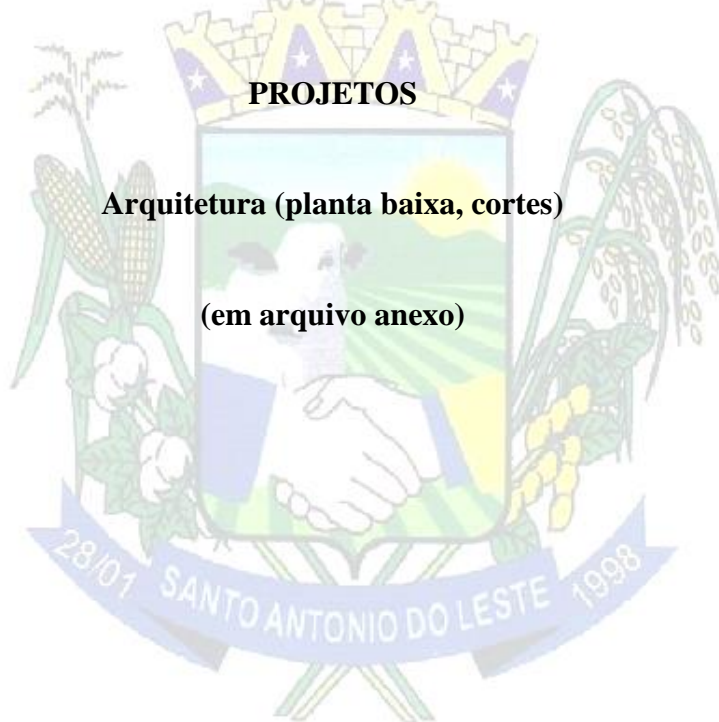 PROJETOS
Arquitetura (planta baixa, cortes)
(em arquivo anexo)
28/01 SANTO ANTONIO DO LESTE 1998